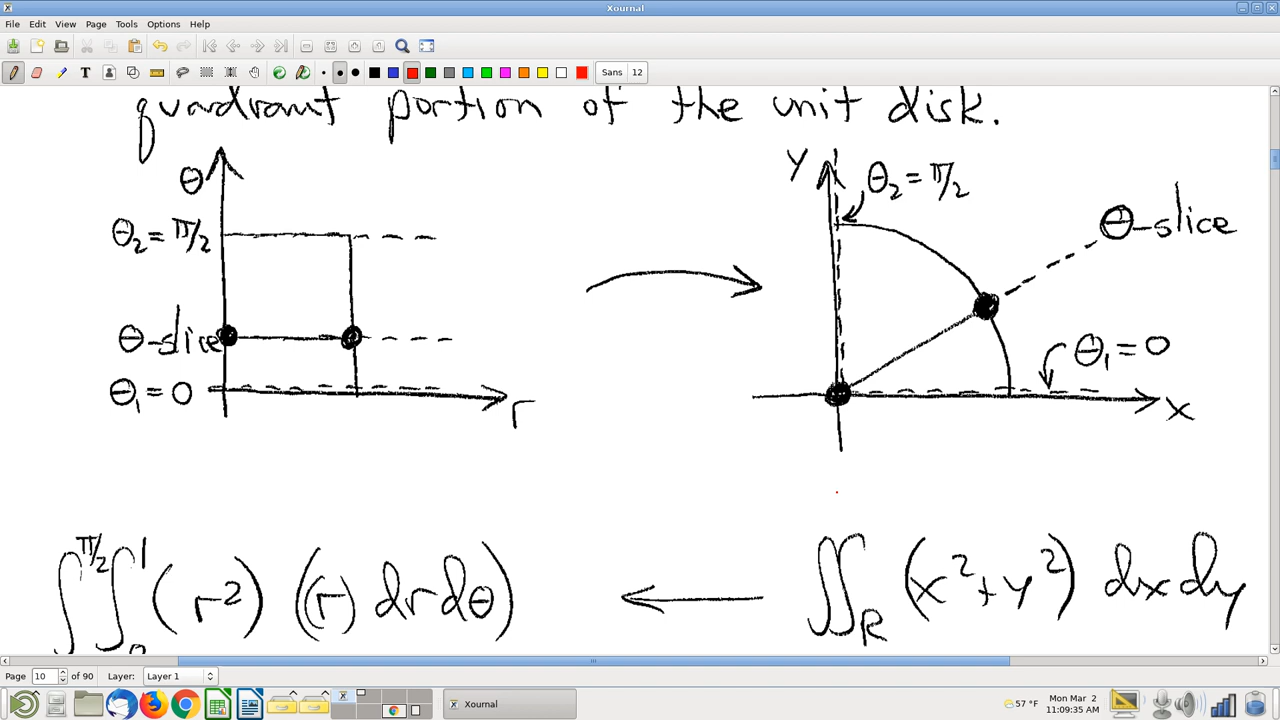 Xournal
File Edit View Page Tools Options Help
Sans 12
quadrant portion of the unit disk.
θ
θ₂ = π/2
θ-slice
θ₁ = 0
r
y
θ₂ = π/2
θ-slice
θ₁ = 0
x
∫^π/2 ∫₀^1 (r²) ((r) dr dθ)
← ∬_R (x²+y²) dx dy
Page 10 of 90 Layer: Layer 1
Xournal
57 °F
Mon Mar 2
11:09:35 AM